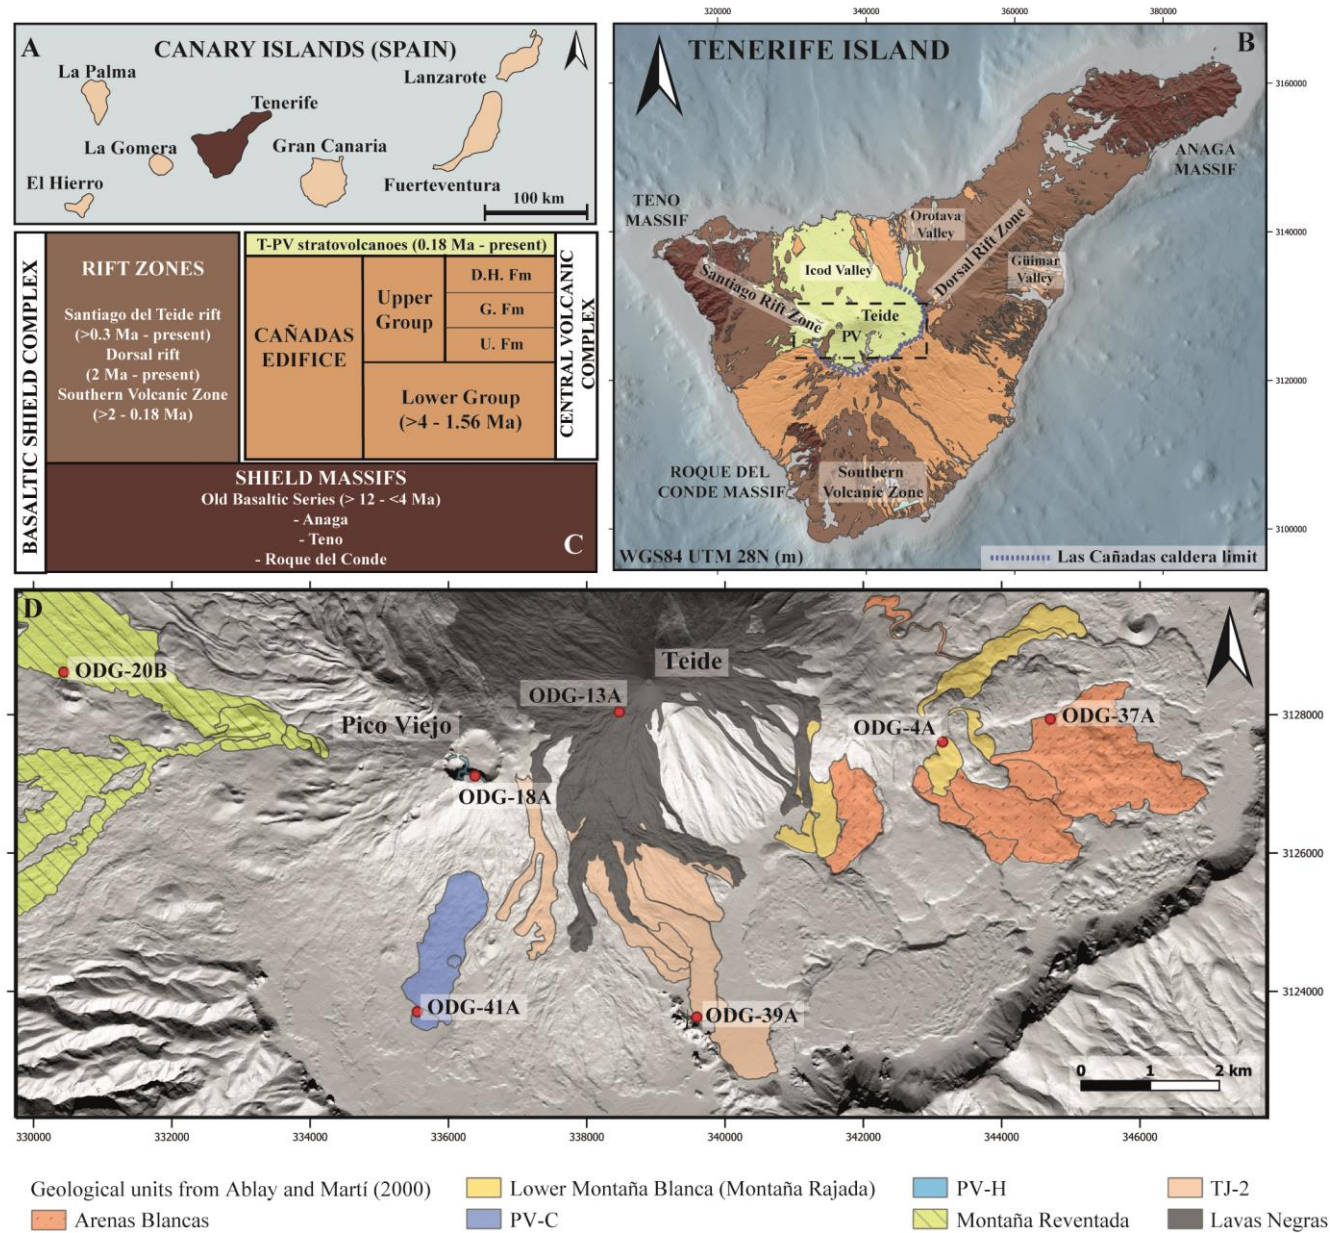 A
CANARY ISLANDS (SPAIN)
La Palma
Lanzarote
Tenerife
La Gomera
Gran Canaria
El Hierro
Fuerteventura
100 km
BASALTIC SHIELD COMPLEX
RIFT ZONES
Santiago del Teide rift
(>0.3 Ma - present)
Dorsal rift
(2 Ma - present)
Southern Volcanic Zone
(>2 - 0.18 Ma)
T-PV stratovolcanoes (0.18 Ma - present)
CAÑADAS
EDIFICE
Upper
Group
D.H. Fm
G. Fm
U. Fm
Lower Group
(>4 - 1.56 Ma)
CENTRAL VOLCANIC
COMPLEX
SHIELD MASSIFS
Old Basaltic Series (> 12 - <4 Ma)
- Anaga
- Teno
- Roque del Conde
C
320000
340000
360000
380000
TENERIFE ISLAND
B
3160000
ANAGA
MASSIF
TENO
MASSIF
Orotava
Valley
3140000
Dorsal Rift Zone
Icod Valley
Güimar
Valley
Santiago Rift Zone
Teide
PV
3120000
ROQUE DEL
CONDE MASSIF
Southern
Volcanic Zone
3100000
WGS84 UTM 28N (m)
Las Cañadas caldera limit
D
ODG-20B
Teide
ODG-13A
Pico Viejo
ODG-4A
ODG-37A
3128000
ODG-18A
3126000
ODG-41A
ODG-39A
3124000
0
1
2 km
330000
332000
334000
336000
338000
340000
342000
344000
346000
Geological units from Ablay and Martí (2000)
Lower Montaña Blanca (Montaña Rajada)
PV-H
TJ-2
Arenas Blancas
PV-C
Montaña Reventada
Lavas Negras